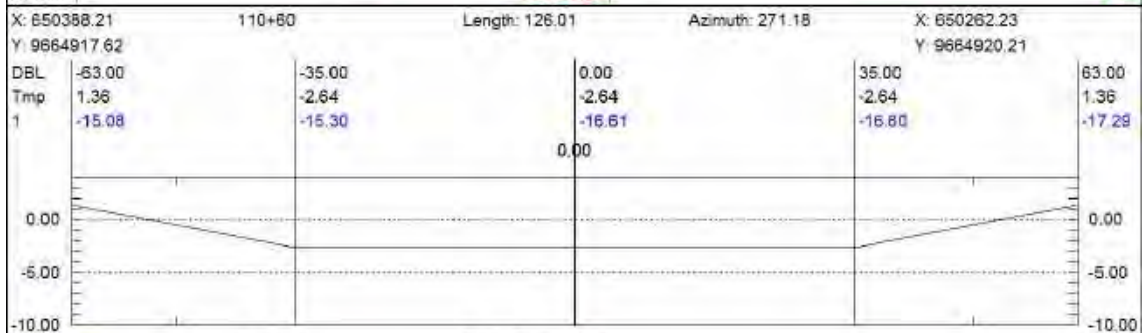 X: 650388.21 110+60 Length: 126.01 Azimuth: 271.18 X: 650262.23
Y: 9664917.62 Y: 9664920.21
DBL -63.00 -35.00 0.00 35.00 63.00
Tmp 1.36 -2.64 -2.64 -2.64 1.36
1 -15.08 -15.30 -16.61 -16.80 -17.29
0.00
0.00 0.00
-5.00 -5.00
-10.00 -10.00